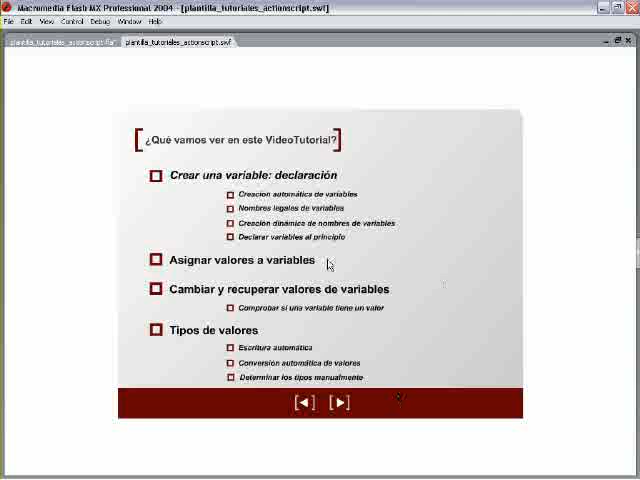 Macromedia Flash MX Professional 2004 - [plantilla_tutoriales_actionscript.swf]
File Edit View Control Debug Window Help
plantilla_tutoriales_actionscript.fla* plantilla_tutoriales_actionscript.swf
¿Qué vamos ver en este VideoTutorial?
Crear una variable: declaración
Creación automática de variables
Nombres legales de variables
Creación dinámica de nombres de variables
Declarar variables al principio
Asignar valores a variables
Cambiar y recuperar valores de variables
Comprobar si una variable tiene un valor
Tipos de valores
Escritura automática
Conversión automática de valores
Determinar los tipos manualmente